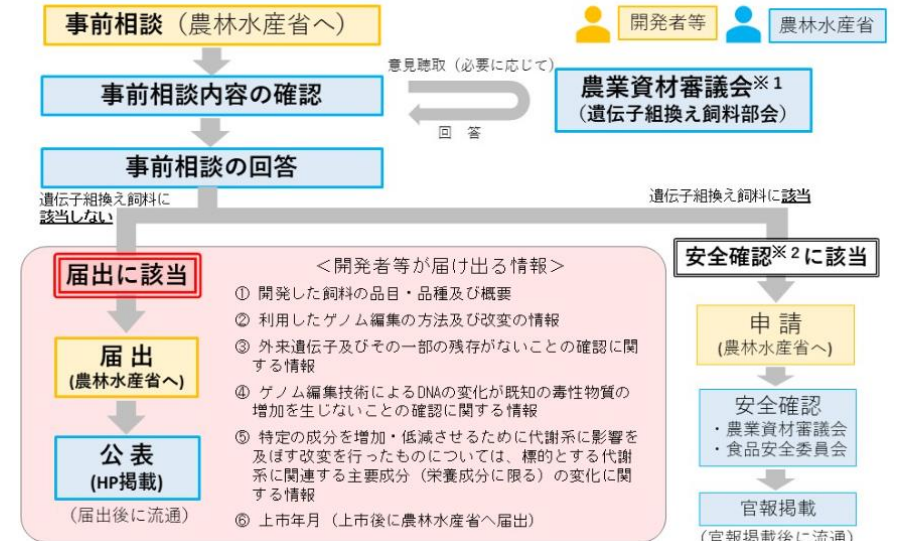 事前相談（農林水産省へ）
開発者等
農林水産省
意見聴取（必要に応じて）
事前相談内容の確認
農業資材審議会※1
（遺伝子組換え飼料部会）
回 答
事前相談の回答
遺伝子組換え飼料に
該当しない
遺伝子組換え飼料に該当
届出に該当
＜開発者等が届け出る情報＞
① 開発した飼料の品目・品種及び概要
② 利用したゲノム編集の方法及び改変の情報
③ 外来遺伝子及びその一部の残存がないことの確認に関
する情報
④ ゲノム編集技術によるDNAの変化が既知の毒性物質の
増加を生じないことの確認に関する情報
⑤ 特定の成分を増加・低減させるために代謝系に影響を
及ぼす改変を行ったものについては、標的とする代謝
系に関連する主要成分（栄養成分に限る）の変化に関
する情報
⑥ 上市年月（上市後に農林水産省へ届出）
届 出
(農林水産省へ)
公 表
(HP掲載)
（届出後に流通）
安全確認※2に該当
申 請
(農林水産省へ)
安全確認
・農業資材審議会
・食品安全委員会
官報掲載
（官報掲載後に流通）